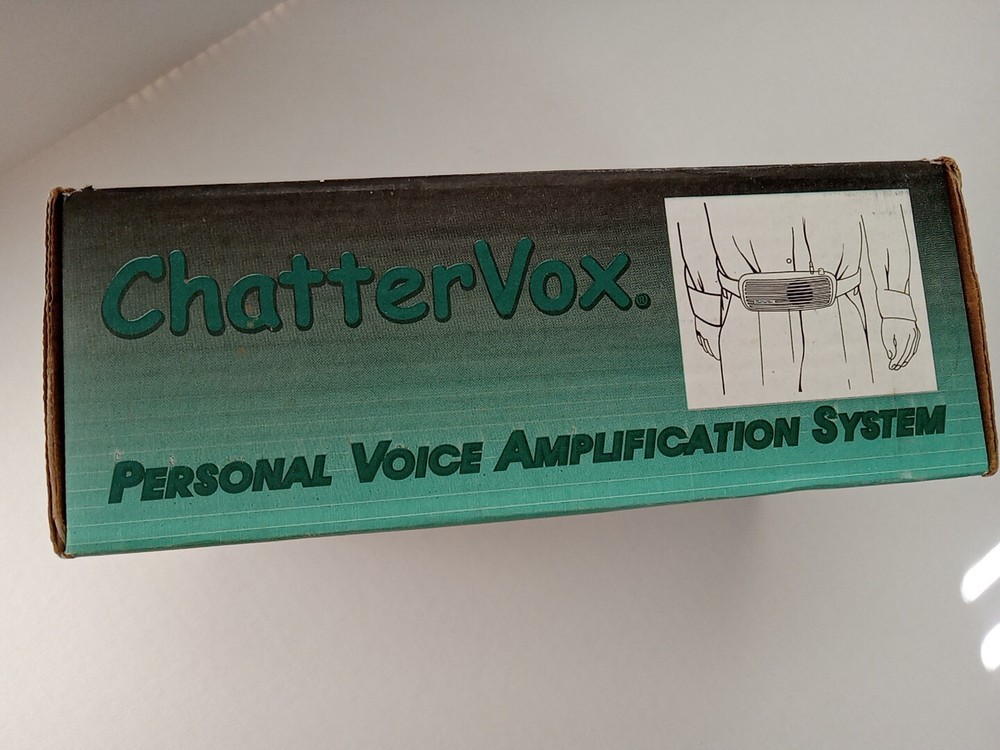 ChatterVox®
Personal Voice Amplification System